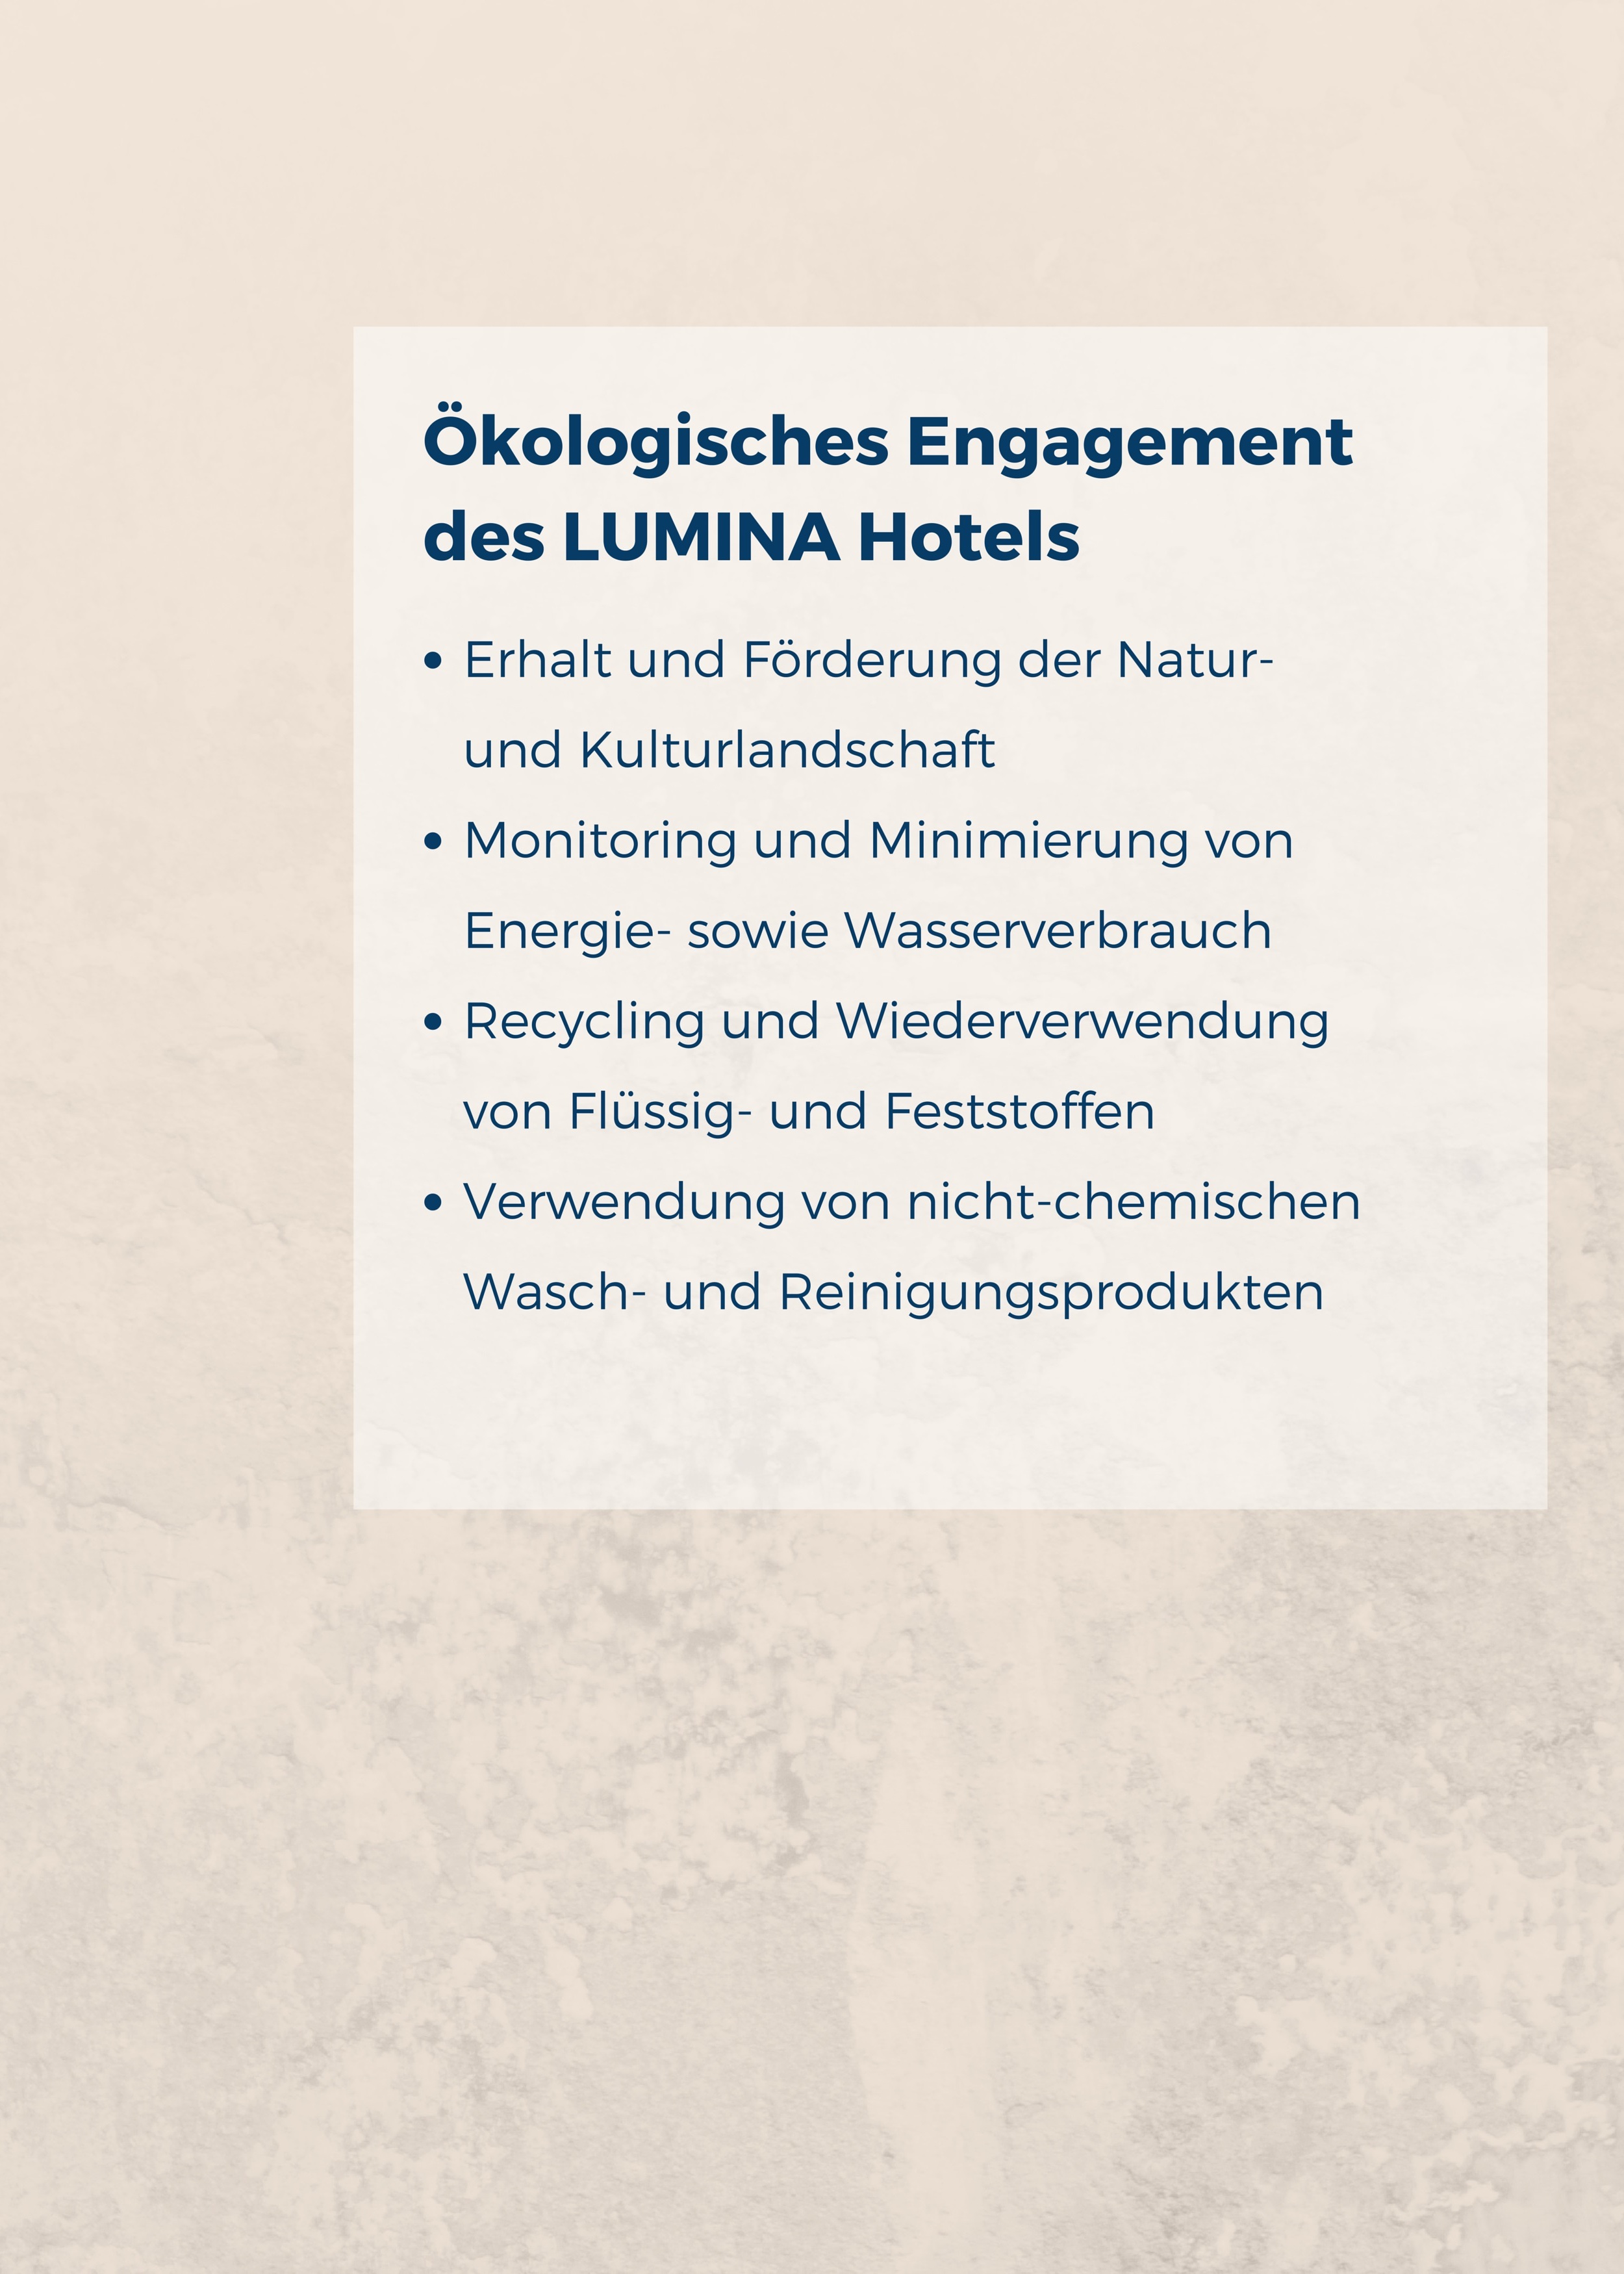 Ökologisches Engagement
des LUMINA Hotels
• Erhalt und Förderung der Natur-
und Kulturlandschaft
• Monitoring und Minimierung von
Energie- sowie Wasserverbrauch
• Recycling und Wiederverwendung
von Flüssig- und Feststoffen
• Verwendung von nicht-chemischen
Wasch- und Reinigungsprodukten